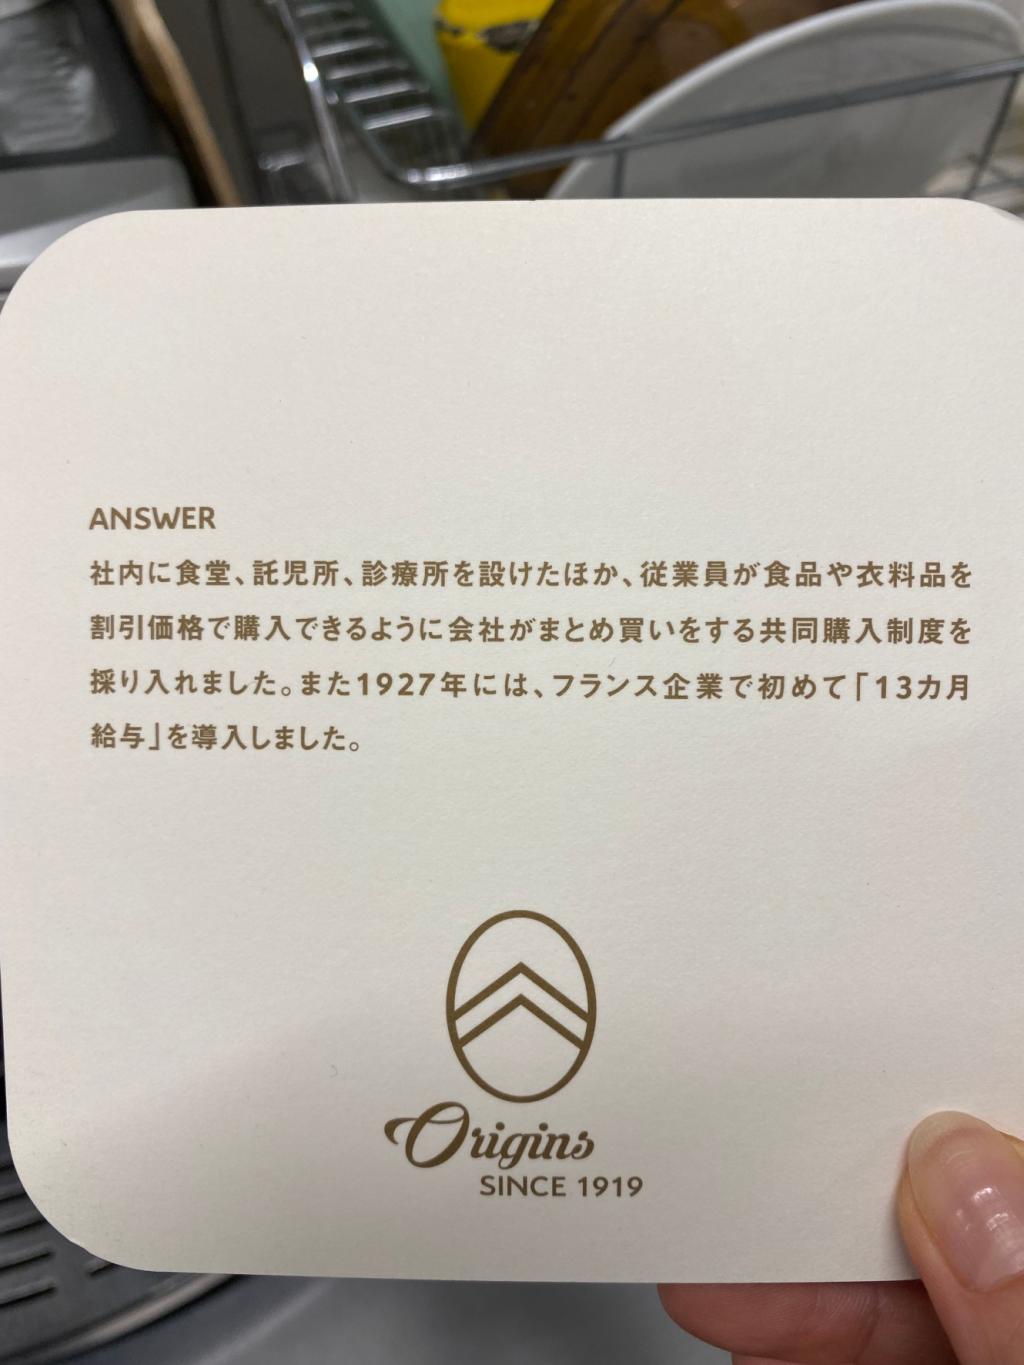 ANSWER
社内に食堂、託児所、診療所を設けたほか、従業員が食品や衣料品を
割引価格で購入できるように会社がまとめ買いをする共同購入制度を
採り入れました。また1927年には、フランス企業で初めて「13カ月
給与」を導入しました。
Origins
SINCE 1919